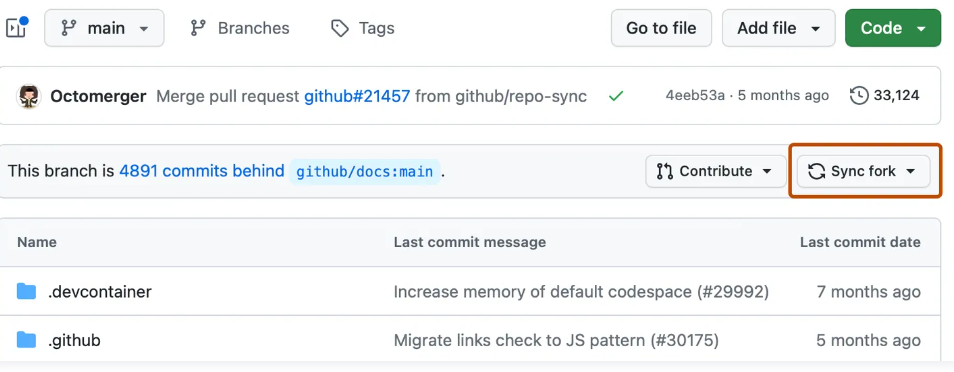 main Branches Tags Go to file Add file Code
Octomerger Merge pull request github#21457 from github/repo-sync 4eeb53a · 5 months ago 33,124
This branch is 4891 commits behind github/docs:main . Contribute Sync fork
Name Last commit message Last commit date
.devcontainer Increase memory of default codespace (#29992) 7 months ago
.github Migrate links check to JS pattern (#30175) 5 months ago